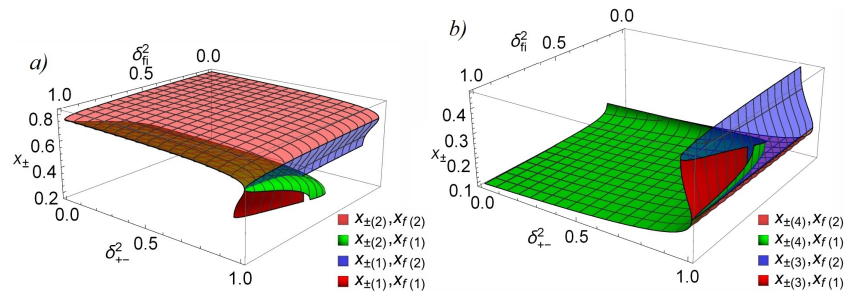 a)
δ²fi
0.0
0.5
1.0
0.8
0.6
x±
0.4
0.2
0.0
0.5
δ²+−
1.0
x±(2),xf(2)
x±(2),xf(1)
x±(1),xf(2)
x±(1),xf(1)
b)
0.0
δ²fi
0.5
1.0
0.4
0.3
x±
0.2
0.1
0.0
0.5
δ²+−
1.0
x±(4),xf(2)
x±(4),xf(1)
x±(3),xf(2)
x±(3),xf(1)